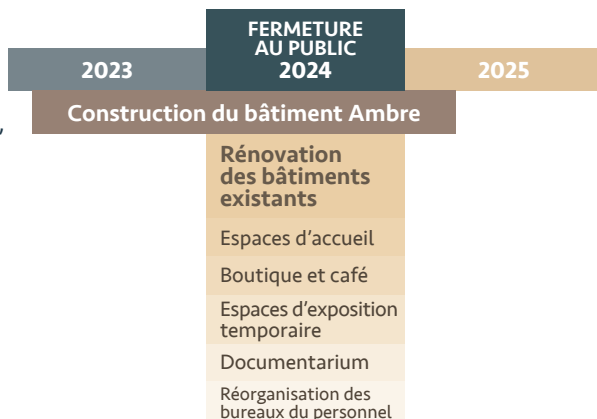 FERMETURE
AU PUBLIC
2023 2024 2025
Construction du bâtiment Ambre
,
Rénovation
des bâtiments
existants
Espaces d’accueil
Boutique et café
Espaces d’exposition
temporaire
Documentarium
Réorganisation des
bureaux du personnel